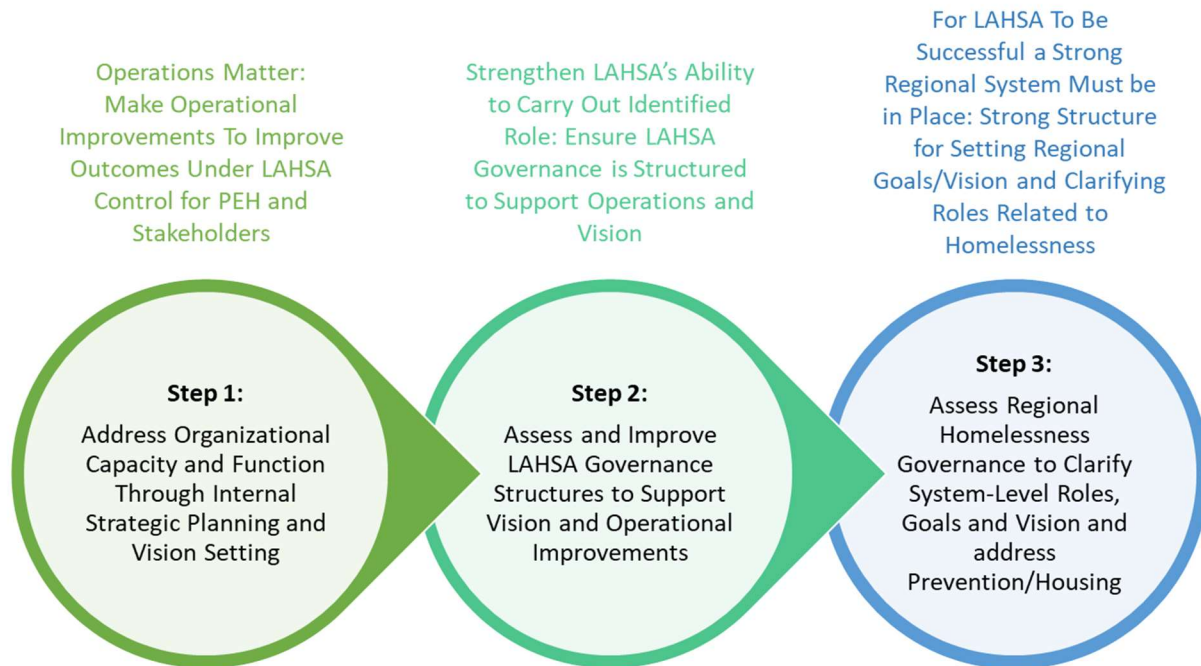 Operations Matter:
Make Operational
Improvements To Improve
Outcomes Under LAHSA
Control for PEH and
Stakeholders
Strengthen LAHSA’s Ability
to Carry Out Identified
Role: Ensure LAHSA
Governance is Structured
to Support Operations and
Vision
For LAHSA To Be
Successful a Strong
Regional System Must be
in Place: Strong Structure
for Setting Regional
Goals/Vision and Clarifying
Roles Related to
Homelessness
Step 1:
Address Organizational
Capacity and Function
Through Internal
Strategic Planning and
Vision Setting
Step 2:
Assess and Improve
LAHSA Governance
Structures to Support
Vision and Operational
Improvements
Step 3:
Assess Regional
Homelessness
Governance to Clarify
System-Level Roles,
Goals and Vision and
address
Prevention/Housing